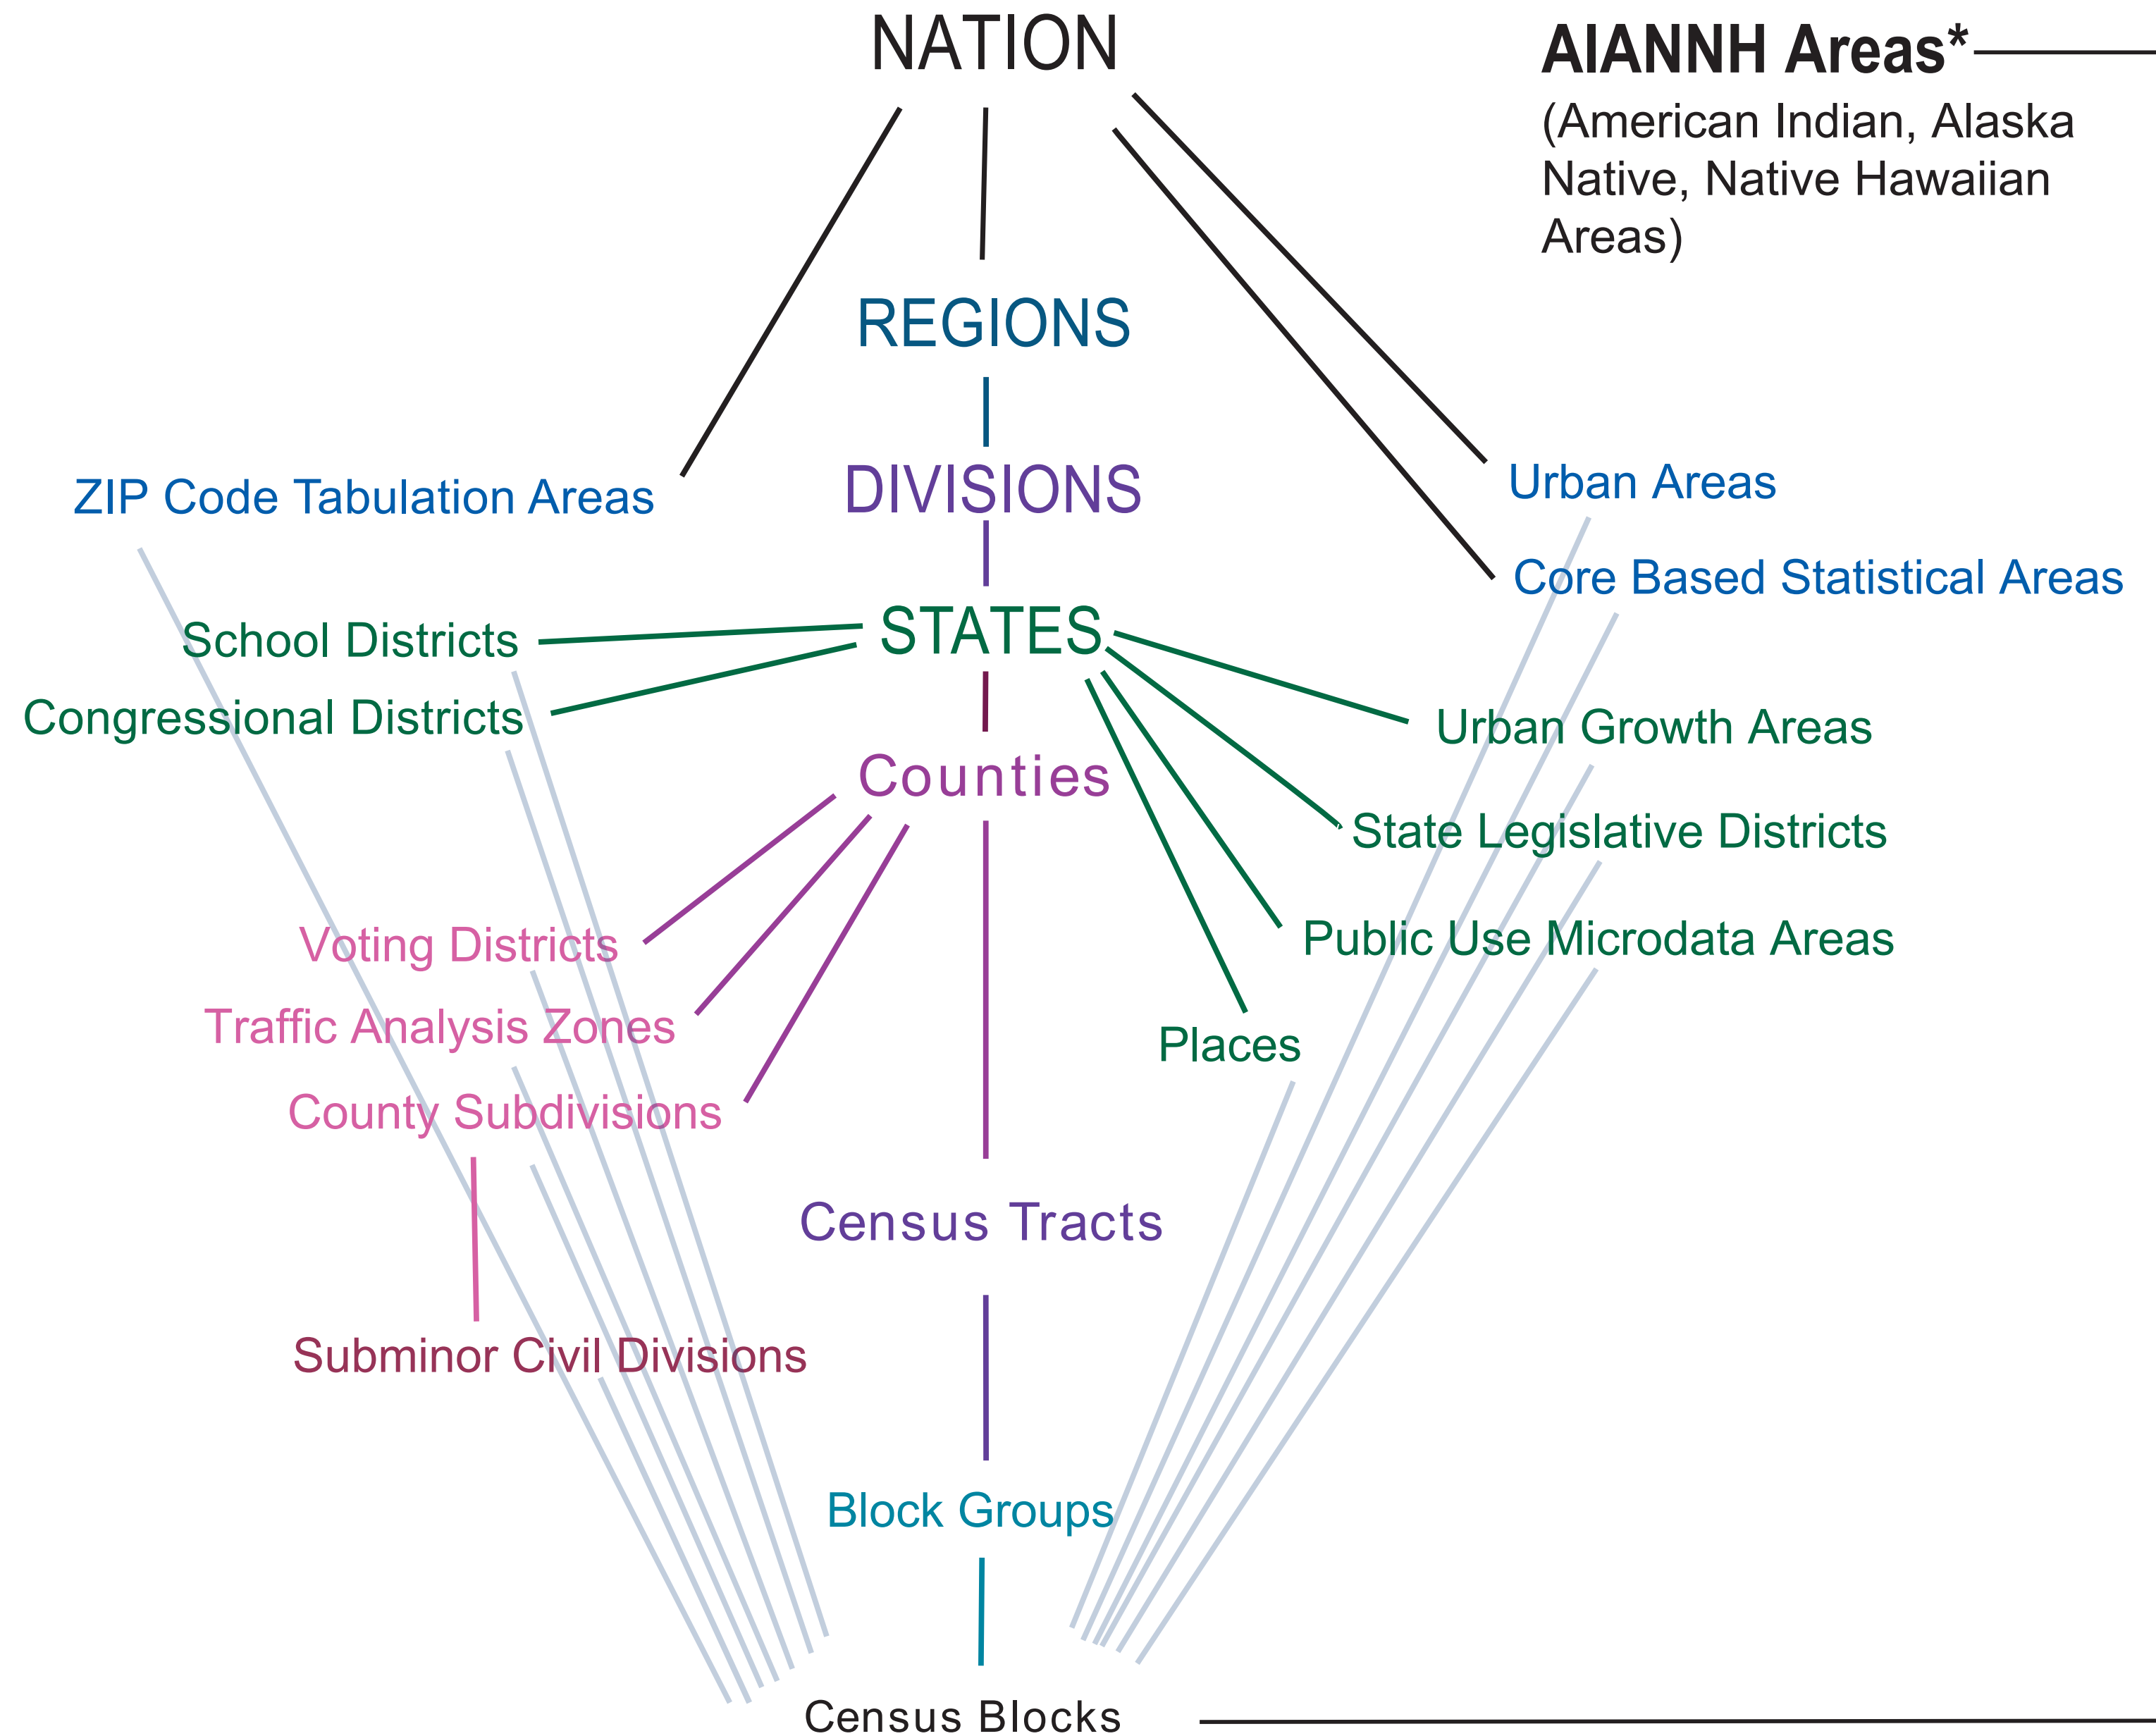 NATION
AIANNH Areas*
(American Indian, Alaska
Native, Native Hawaiian
Areas)
REGIONS
ZIP Code Tabulation Areas
DIVISIONS
Urban Areas
Core Based Statistical Areas
School Districts
STATES
Congressional Districts
Urban Growth Areas
Counties
State Legislative Districts
Voting Districts
Public Use Microdata Areas
Traffic Analysis Zones
Places
County Subdivisions
Census Tracts
Subminor Civil Divisions
Block Groups
Census Blocks